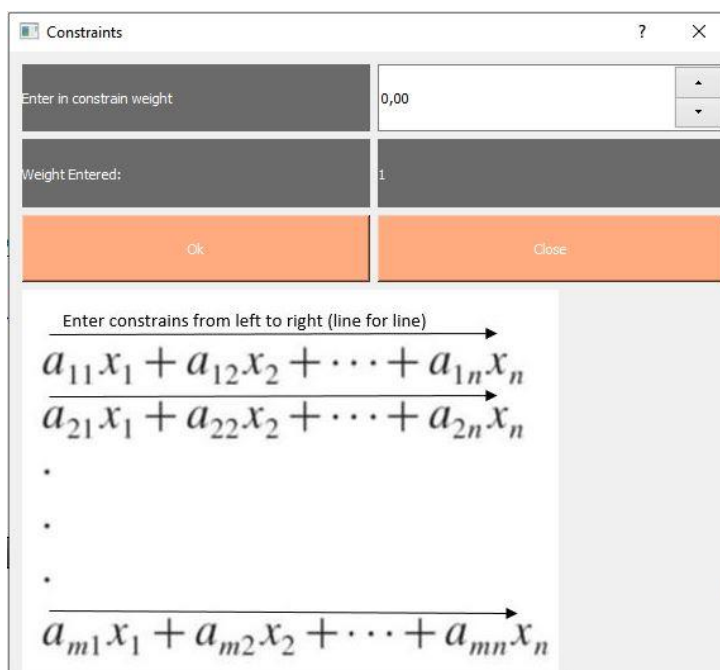 Constraints ? ×
Enter in constrain weight 0,00
Weight Entered: 1
Ok Close
Enter constrains from left to right (line for line)
a₁₁x₁ + a₁₂x₂ + ⋯ + a₁ₙxₙ
a₂₁x₁ + a₂₂x₂ + ⋯ + a₂ₙxₙ
.
.
.
aₘ₁x₁ + aₘ₂x₂ + ⋯ + aₘₙxₙ